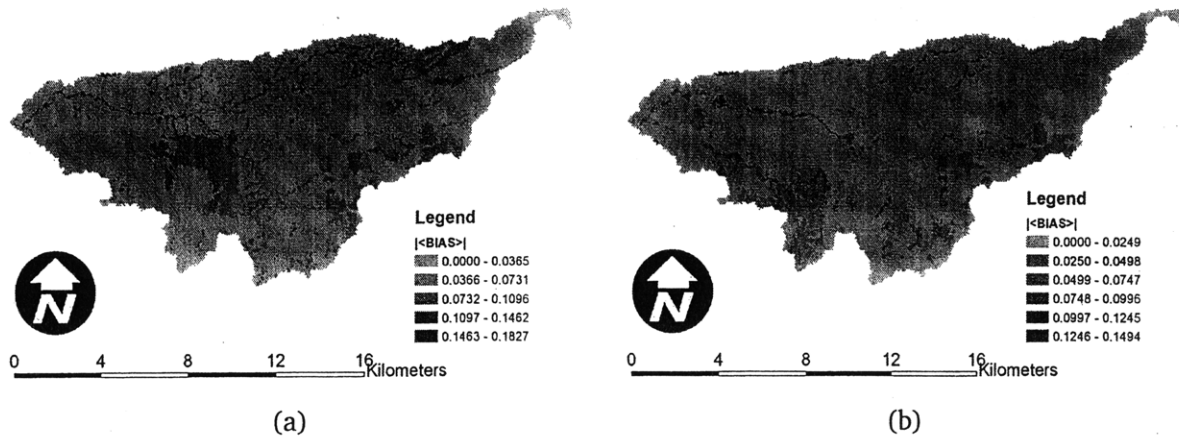 Legend
|<BIAS>|
0.0000 - 0.0365
0.0366 - 0.0731
0.0732 - 0.1096
0.1097 - 0.1462
0.1463 - 0.1827
N
0 4 8 12 16
Kilometers
(a)
Legend
|<BIAS>|
0.0000 - 0.0249
0.0250 - 0.0498
0.0499 - 0.0747
0.0748 - 0.0996
0.0997 - 0.1245
0.1246 - 0.1494
N
0 4 8 12 16
Kilometers
(b)